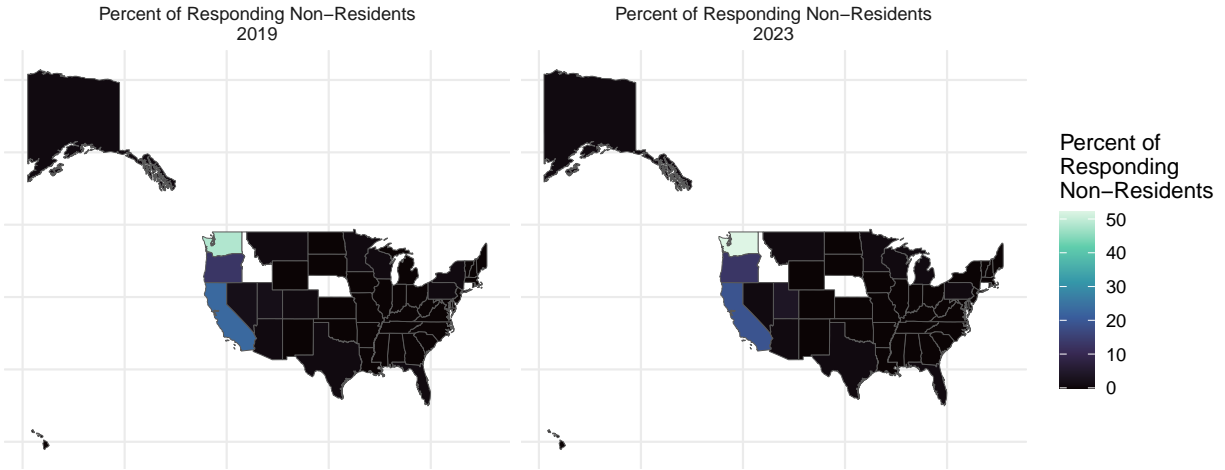 Percent of Responding Non−Residents
2019
Percent of Responding Non−Residents
2023
Percent of
Responding
Non−Residents
50
40
30
20
10
0